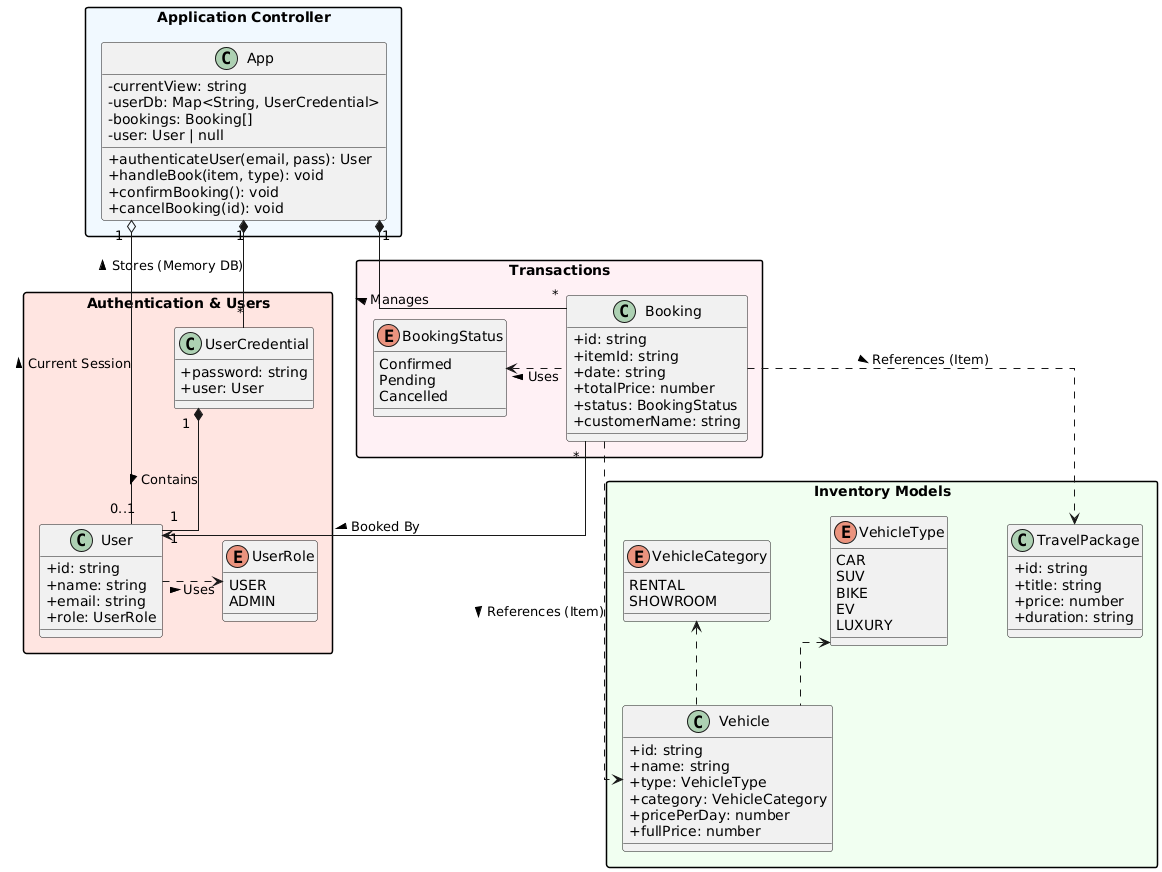 Application Controller
C App
-currentView: string
-userDb: Map<String, UserCredential>
-bookings: Booking[]
-user: User | null
+authenticateUser(email, pass): User
+handleBook(item, type): void
+confirmBooking(): void
+cancelBooking(id): void
1
1
1
Stores (Memory DB)
Manages
*
*
Current Session
Authentication & Users
C UserCredential
+password: string
+user: User
1
Contains
0..1
1
1
C User
+id: string
+name: string
+email: string
+role: UserRole
Uses
E UserRole
USER
ADMIN
Transactions
E BookingStatus
Confirmed
Pending
Cancelled
Uses
C Booking
+id: string
+itemId: string
+date: string
+totalPrice: number
+status: BookingStatus
+customerName: string
*
Booked By
References (Item)
References (Item)
Inventory Models
E VehicleCategory
RENTAL
SHOWROOM
E VehicleType
CAR
SUV
BIKE
EV
LUXURY
C TravelPackage
+id: string
+title: string
+price: number
+duration: string
C Vehicle
+id: string
+name: string
+type: VehicleType
+category: VehicleCategory
+pricePerDay: number
+fullPrice: number